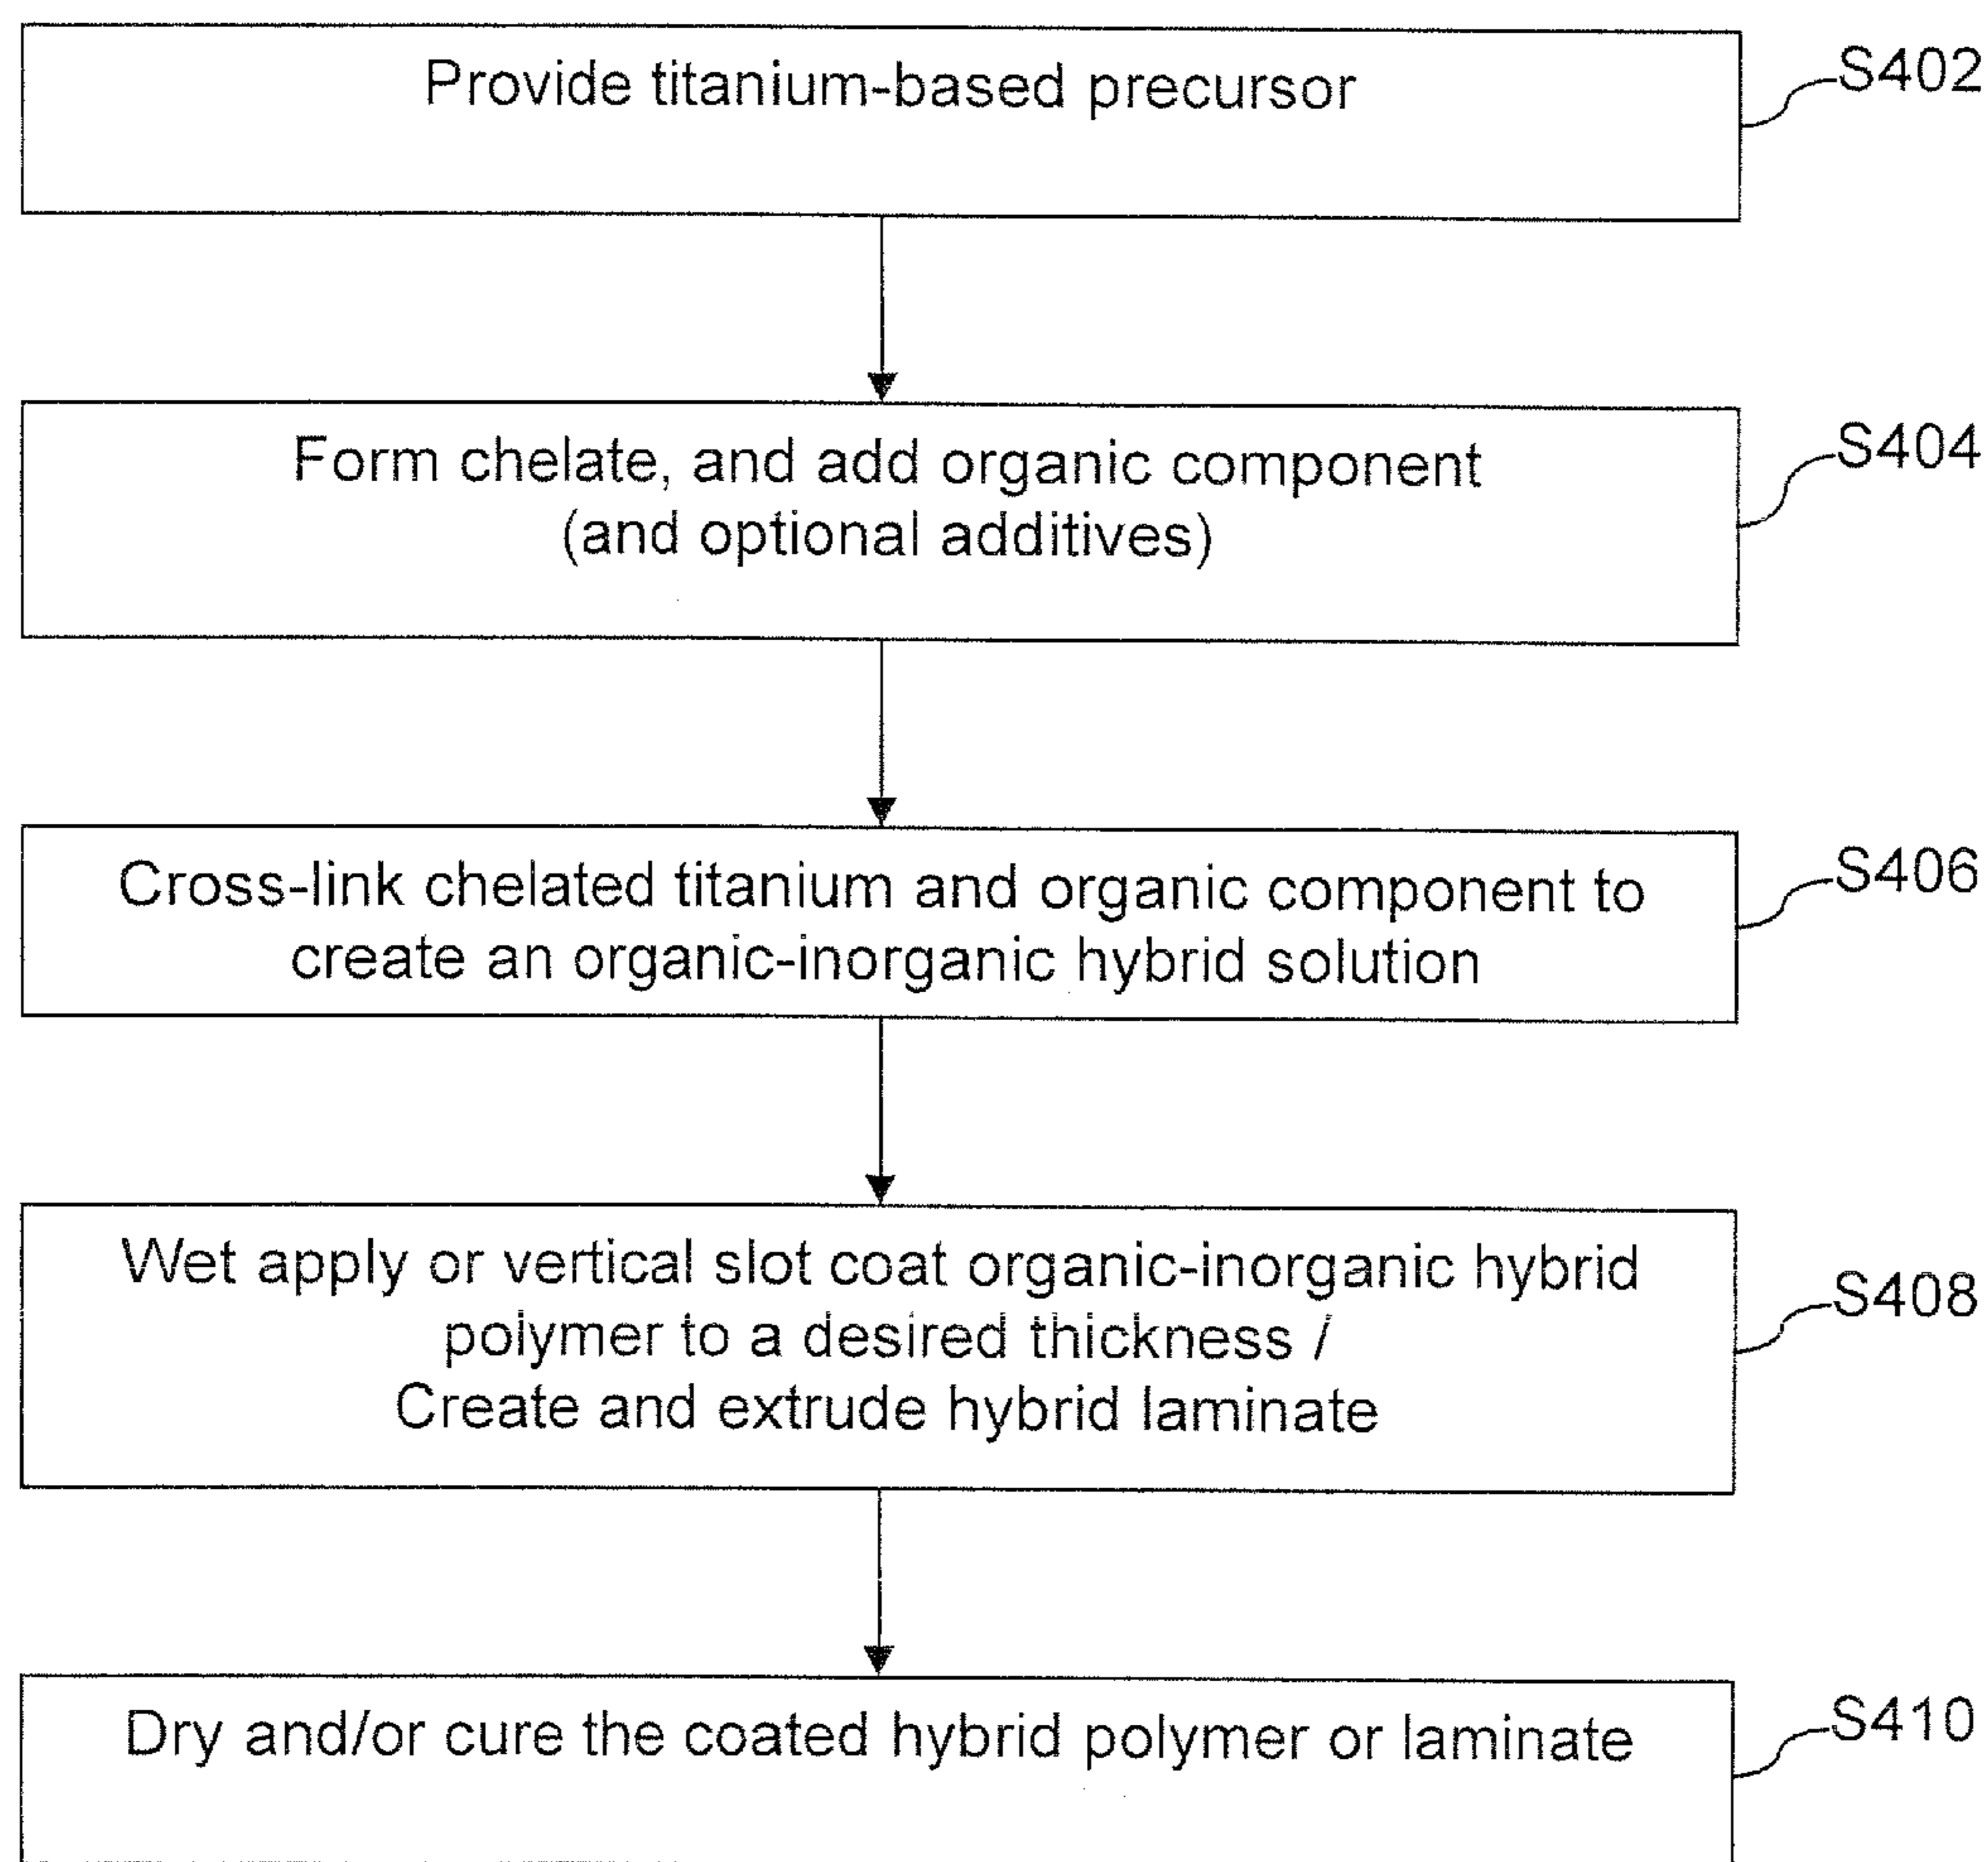 Provide titanium-based precursor
S402
Form chelate, and add organic component
(and optional additives)
S404
Cross-link chelated titanium and organic component to
create an organic-inorganic hybrid solution
S406
Wet apply or vertical slot coat organic-inorganic hybrid
polymer to a desired thickness /
Create and extrude hybrid laminate
S408
Dry and/or cure the coated hybrid polymer or laminate
S410